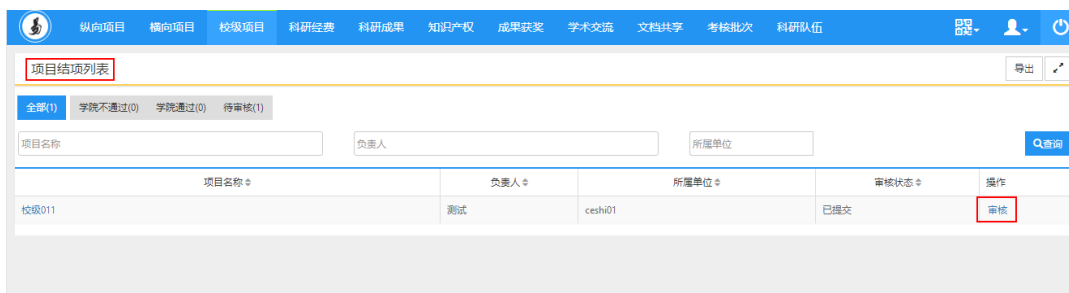 纵向项目 横向项目 校级项目 科研经费 科研成果 知识产权 成果获奖 学术交流 文档共享 考核批次 科研队伍
项目结项列表 导出
全部(1) 学院不通过(0) 学院通过(0) 待审核(1)
项目名称 负责人 所属单位 查询
项目名称 负责人 所属单位 审核状态 操作
校级011 测试 ceshi01 已提交 审核